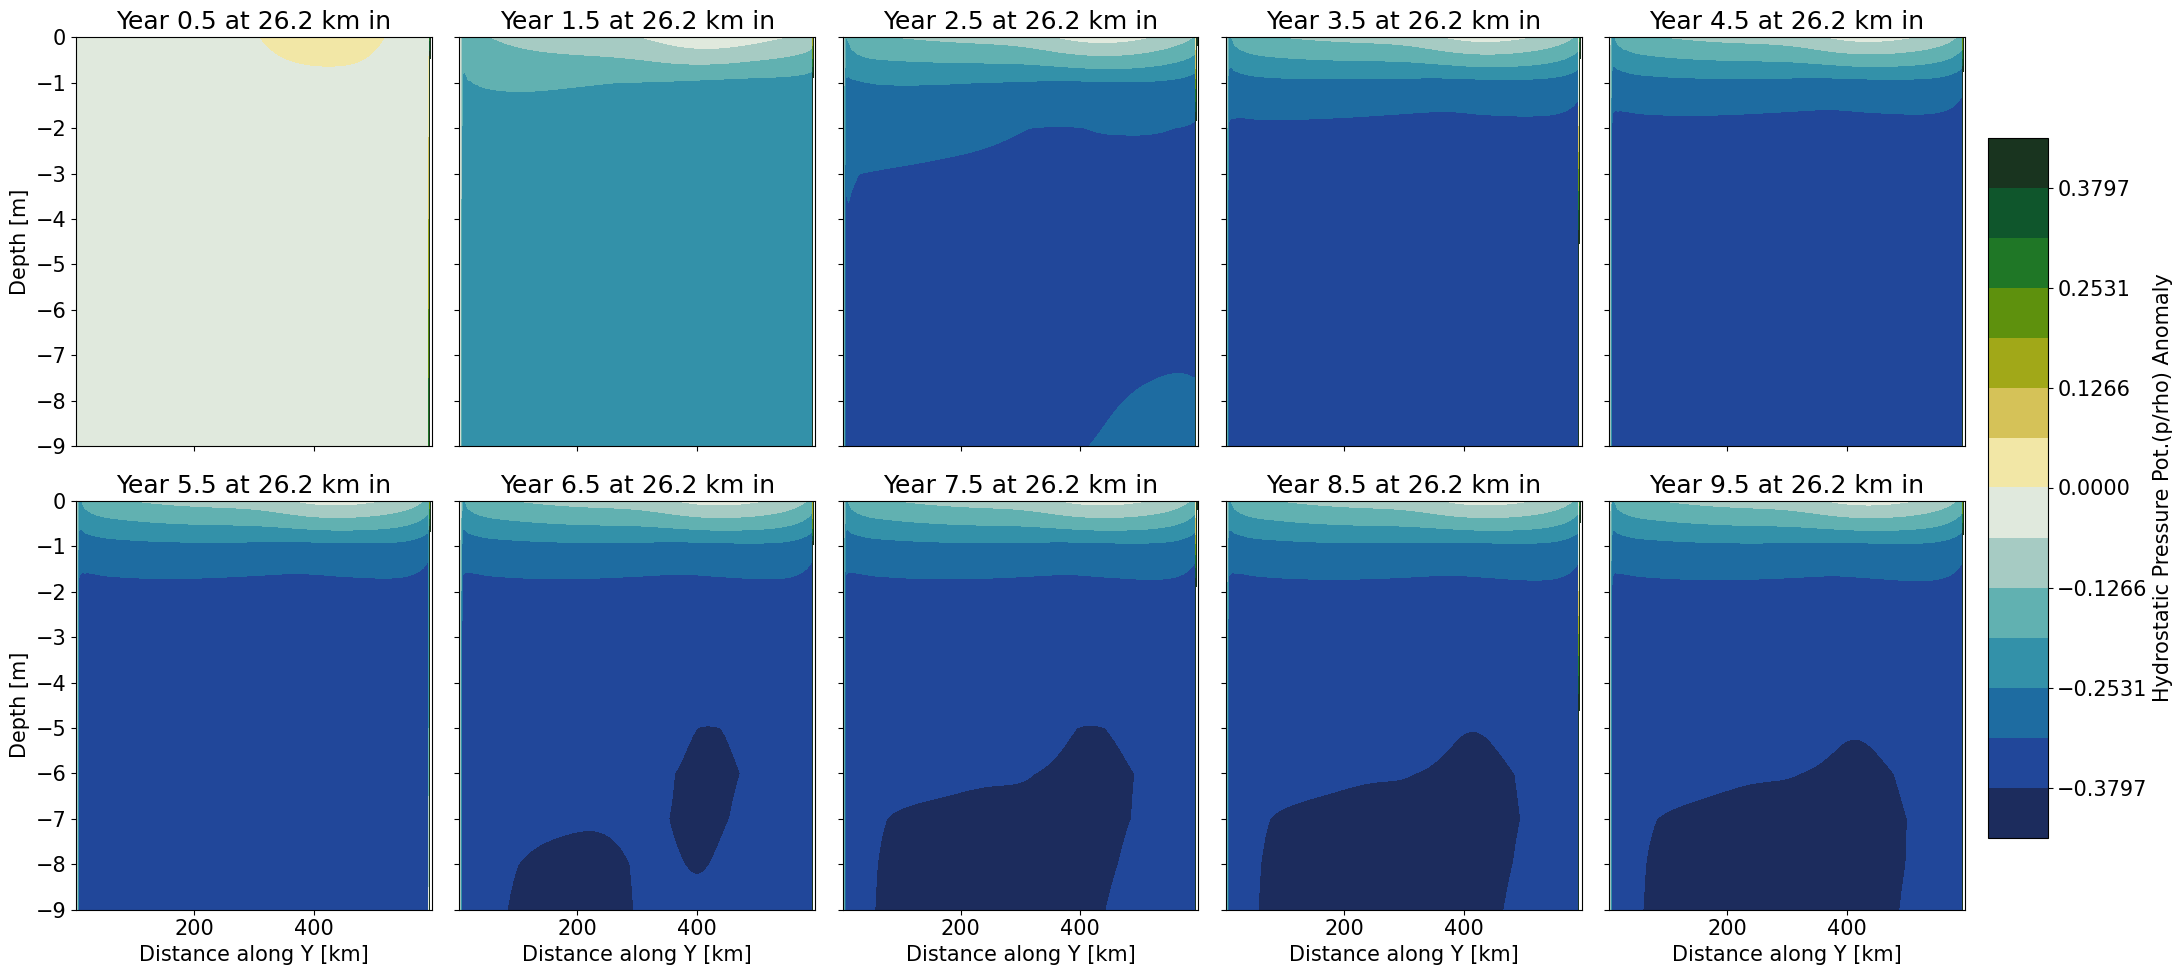 Year 0.5 at 26.2 km in
Year 1.5 at 26.2 km in
Year 2.5 at 26.2 km in
Year 3.5 at 26.2 km in
Year 4.5 at 26.2 km in
0
−1
−2
−3
−4
−5
−6
−7
−8
−9
Depth [m]
Year 5.5 at 26.2 km in
Year 6.5 at 26.2 km in
Year 7.5 at 26.2 km in
Year 8.5 at 26.2 km in
Year 9.5 at 26.2 km in
0
−1
−2
−3
−4
−5
−6
−7
−8
−9
Depth [m]
200 400
200 400
200 400
200 400
200 400
Distance along Y [km]
Distance along Y [km]
Distance along Y [km]
Distance along Y [km]
Distance along Y [km]
0.3797
0.2531
0.1266
0.0000
−0.1266
−0.2531
−0.3797
Hydrostatic Pressure Pot.(p/rho) Anomaly